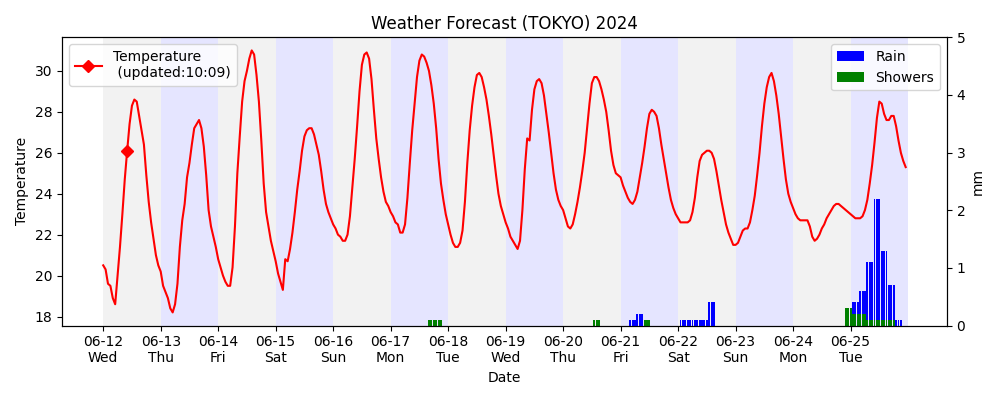 Weather Forecast (TOKYO) 2024
Temperature
(updated:10:09)
Rain
Showers
Temperature
30
28
26
24
22
20
18
5
4
3
2
1
0
mm
06-12 06-13 06-14 06-15 06-16 06-17 06-18 06-19 06-20 06-21 06-22 06-23 06-24 06-25
Wed Thu Fri Sat Sun Mon Tue Wed Thu Fri Sat Sun Mon Tue
Date